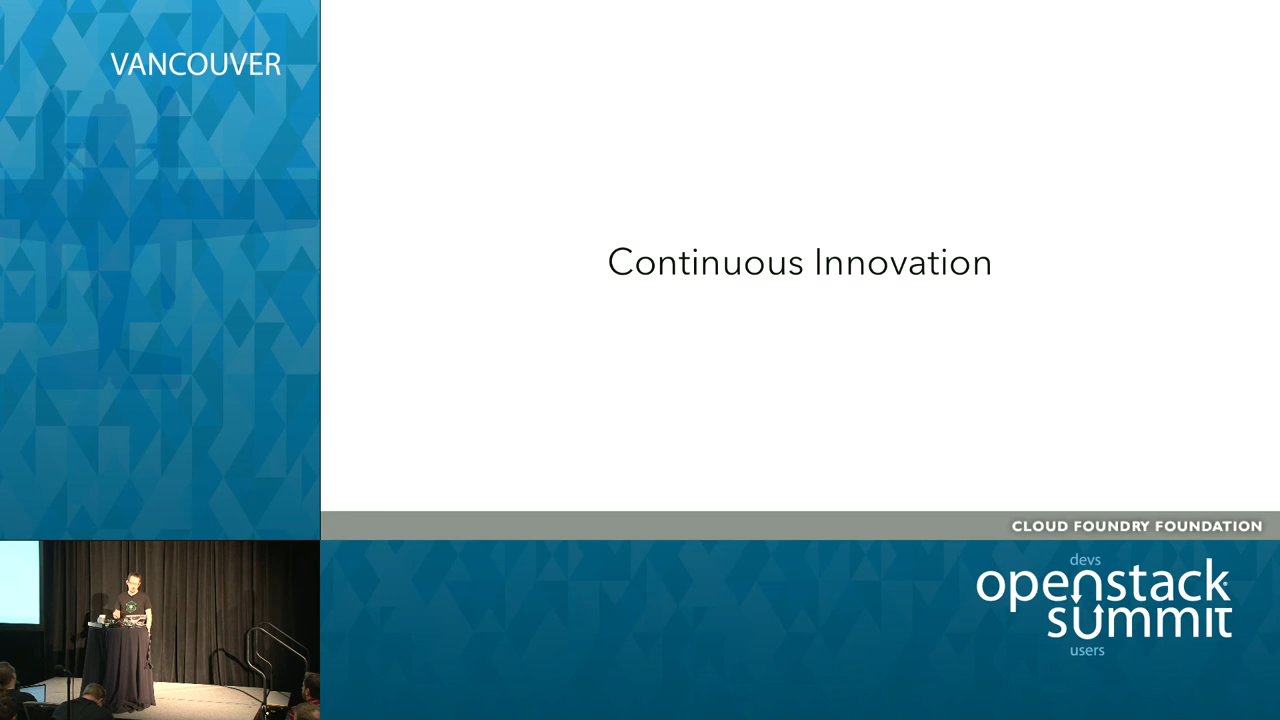 VANCOUVER
Continuous Innovation
CLOUD FOUNDRY FOUNDATION
devs
openstack
summit
users